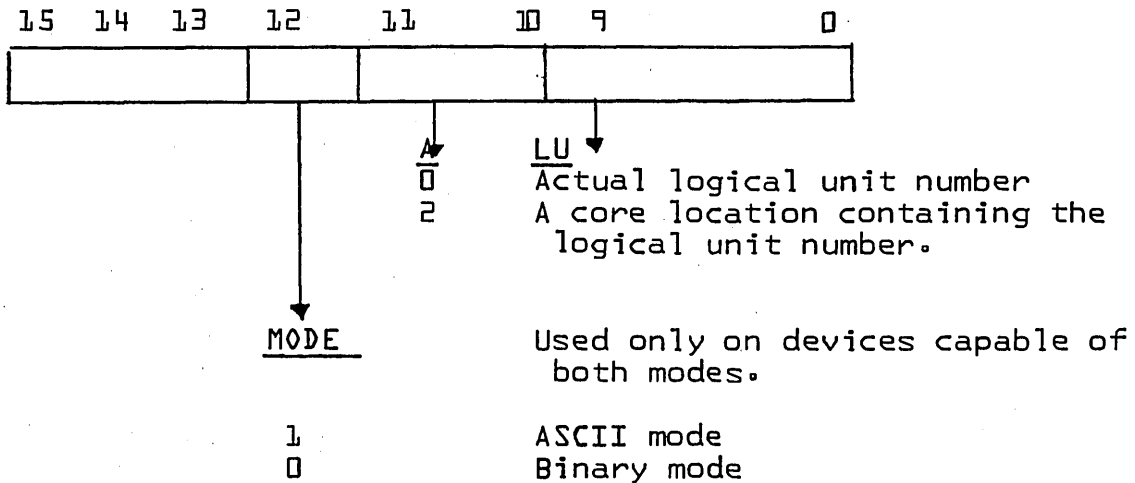 15 14 13 12 11 10 9 0
A LU
0 Actual logical unit number
2 A core location containing the
logical unit number.
MODE Used only on devices capable of
both modes.
1 ASCII mode
0 Binary mode